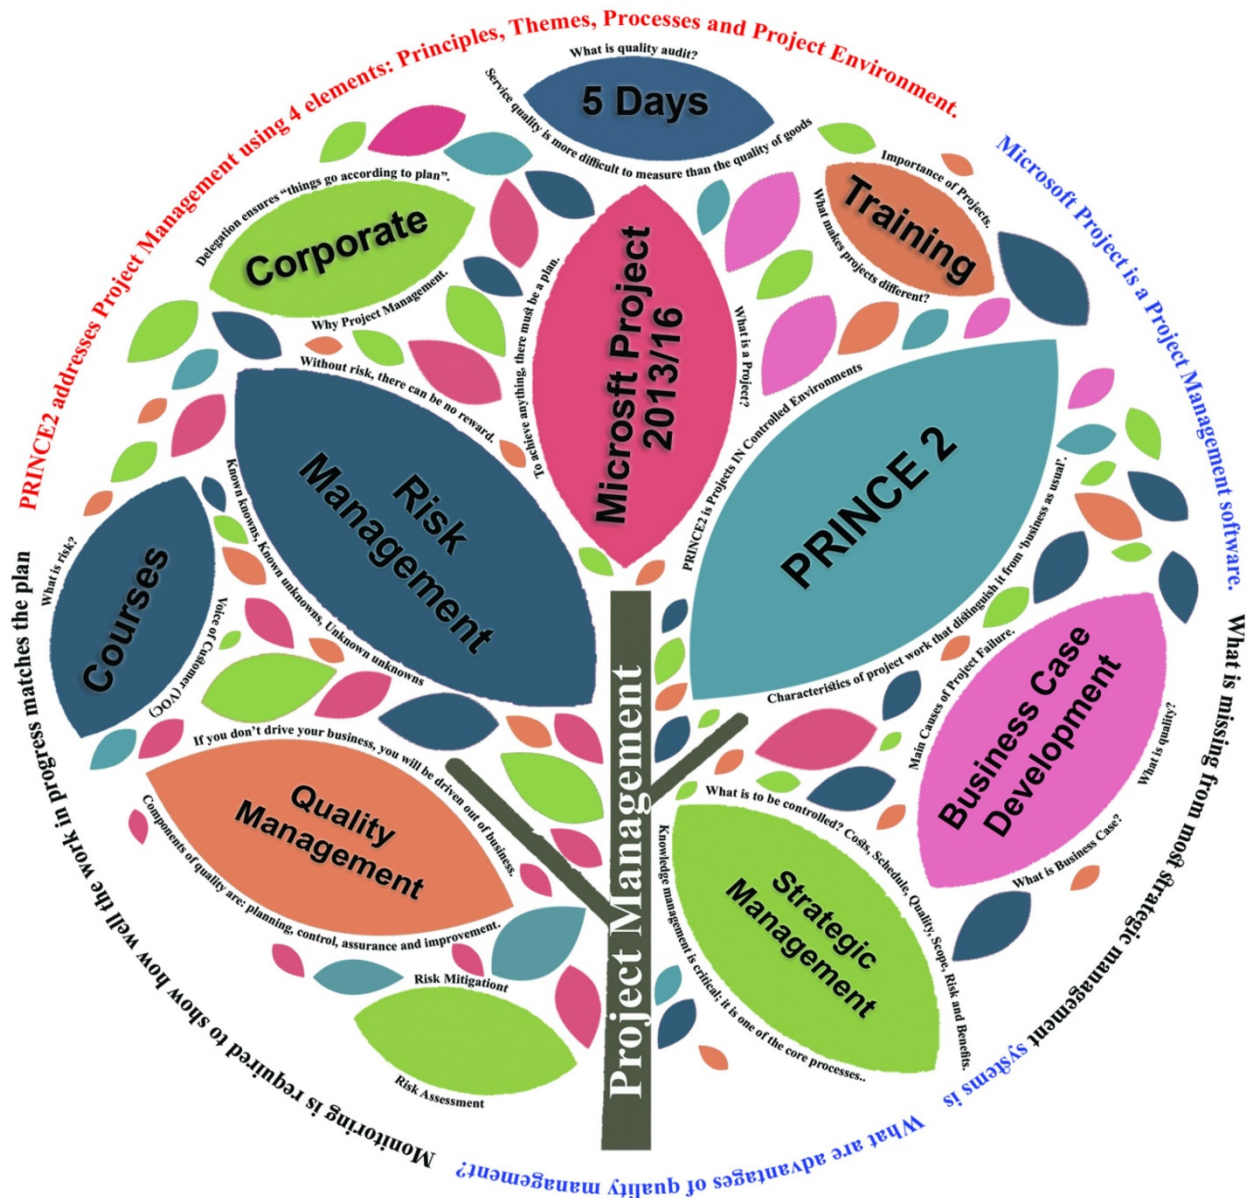 PRINCE2 addresses Project Management using 4 elements: Principles, Themes, Processes and Project Environment.
Microsoft Project is a Project Management software.
What is quality audit?
5 Days
Service quality is more difficult to measure than the quality of goods
Delegation ensures “things go according to plan”.
Corporate
Why Project Management.
Importance of Projects.
Training
What makes projects different?
To achieve anything, there must be a plan.
Microsft Project
2013/16
What is a Project?
Without risk, there can be no reward.
Risk
Management
Known knowns, Known unknowns, Unknown unknowns
PRINCE2 is Projects IN Controlled Environments
PRINCE 2
Characteristics of project work that distinguish it from ‘business as usual’.
What is risk?
Courses
Voice of Customer (VOC)
Main Causes of Project Failure.
Business Case
Development
What is quality?
What is Business Case?
If you don’t drive your business, you will be driven out of business.
Quality
Management
Components of quality are: planning, control, assurance and improvement.
What is to be controlled? Costs, Schedule, Quality, Scope, Risk and Benefits.
Strategic
Management
Knowledge management is critical; it is one of the core processes..
Risk Mitigationt
Risk Assessment
Project Management
Monitoring is required to show how well the work in progress matches the plan
What is missing from most strategic management systems is
What are advantages of quality management?